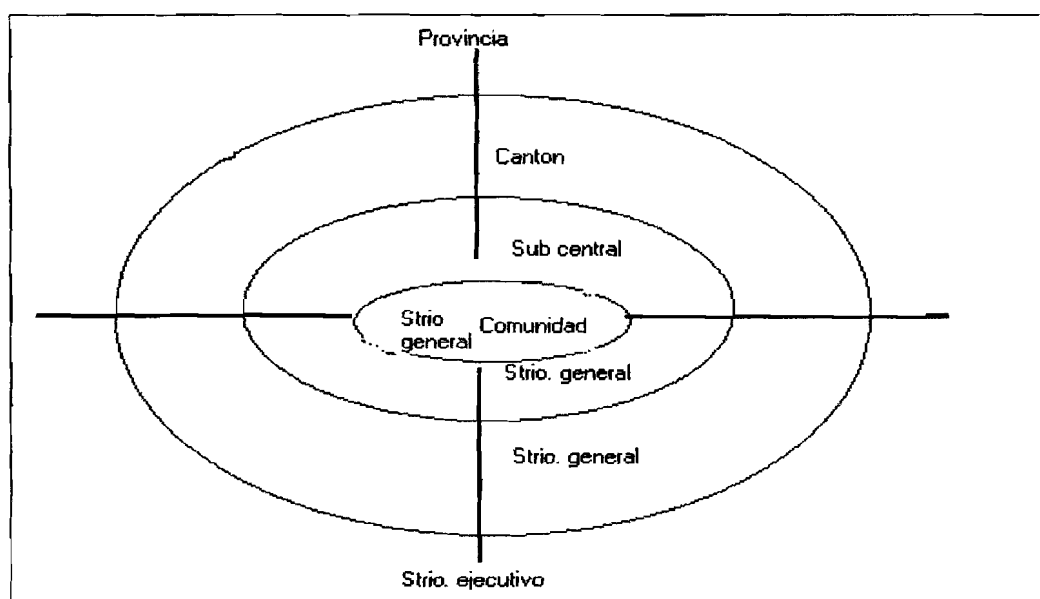 Provincia
Canton
Sub central
Strio
general
Comunidad
Strio. general
Strio. general
Strio. ejecutivo